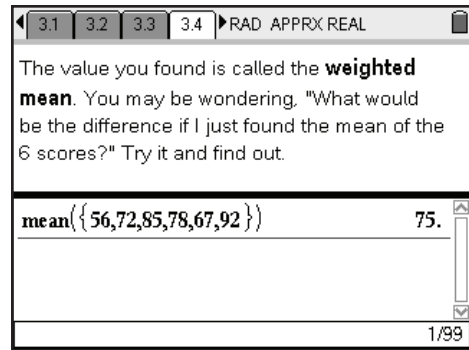 3.1 3.2 3.3 3.4 RAD APPRX REAL
The value you found is called the weighted
mean. You may be wondering, "What would
be the difference if I just found the mean of the
6 scores?" Try it and find out.
mean({56,72,85,78,67,92}) 75.
1/99